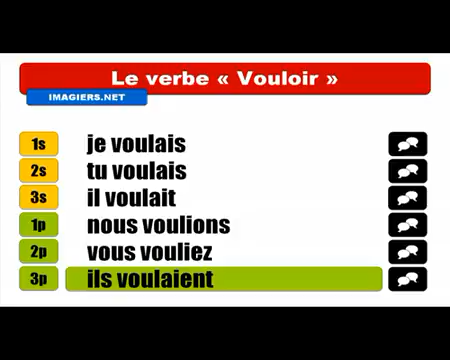 Le verbe « Vouloir »
IMAGIERS.NET
1s je voulais
2s tu voulais
3s il voulait
1p nous voulions
2p vous vouliez
3p ils voulaient